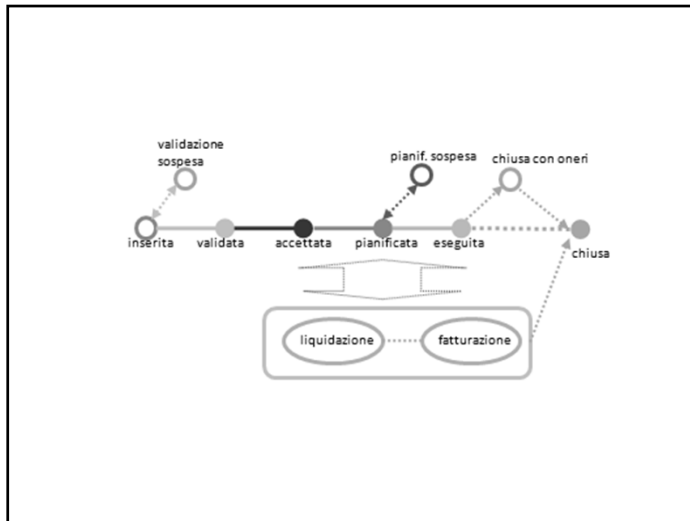 validazione
sospesa
pianif. sospesa
chiusa con oneri
inserita
validata
accettata
pianificata
eseguita
chiusa
liquidazione
fatturazione